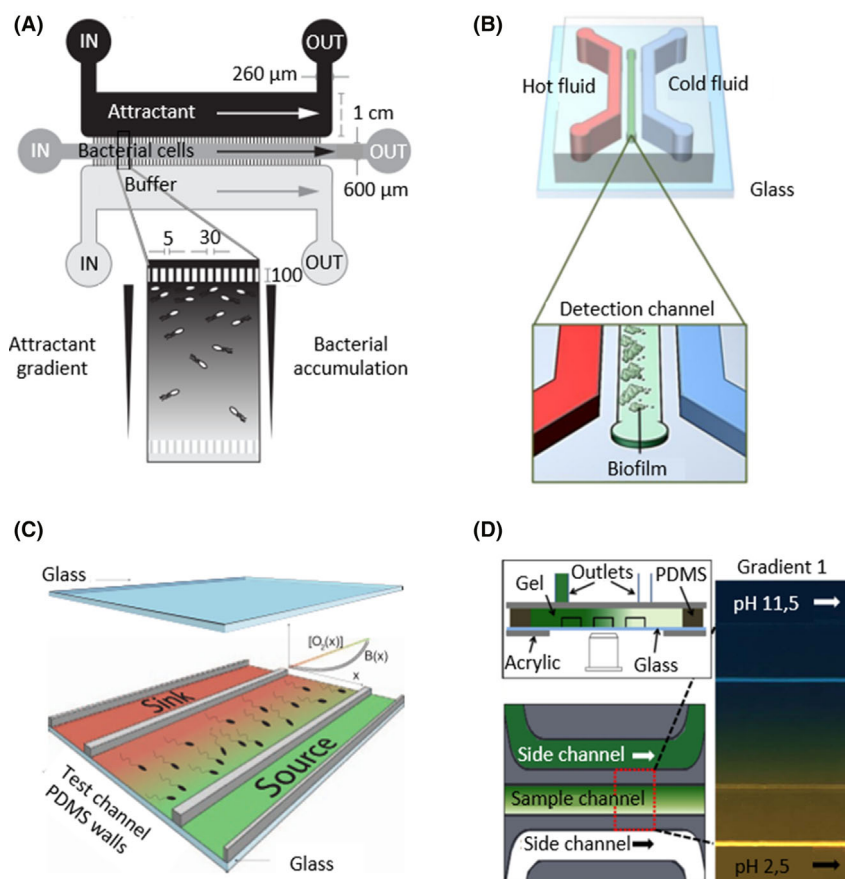 (A)
IN
OUT
260 µm
Attractant
1 cm
IN
Bacterial cells
OUT
Buffer
600 µm
IN
5
30
OUT
100
Attractant
gradient
Bacterial
accumulation
(B)
Hot fluid
Cold fluid
Glass
Detection channel
Biofilm
(C)
Glass
[O₂(x)]
B(x)
x
Sink
Source
Test channel
PDMS walls
Glass
(D)
Gel
Outlets
PDMS
Acrylic
Glass
Gradient 1
pH 11,5
Side channel
Sample channel
Side channel
pH 2,5